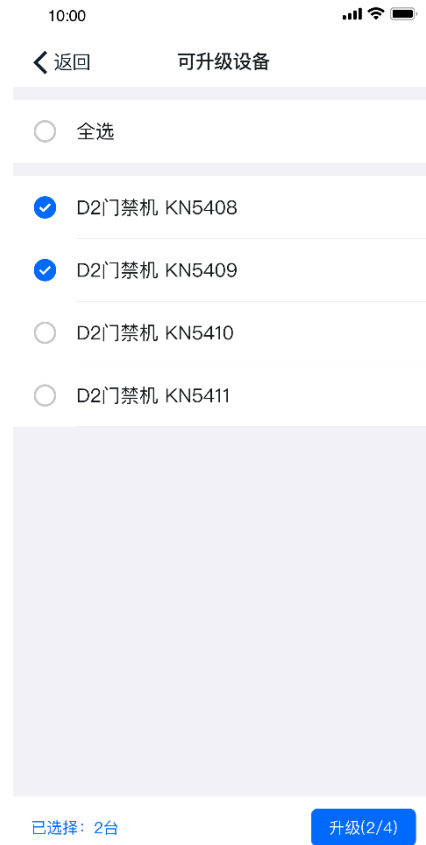 10:00
返回
可升级设备
全选
D2门禁机 KN5408
D2门禁机 KN5409
D2门禁机 KN5410
D2门禁机 KN5411
已选择：2台
升级(2/4)